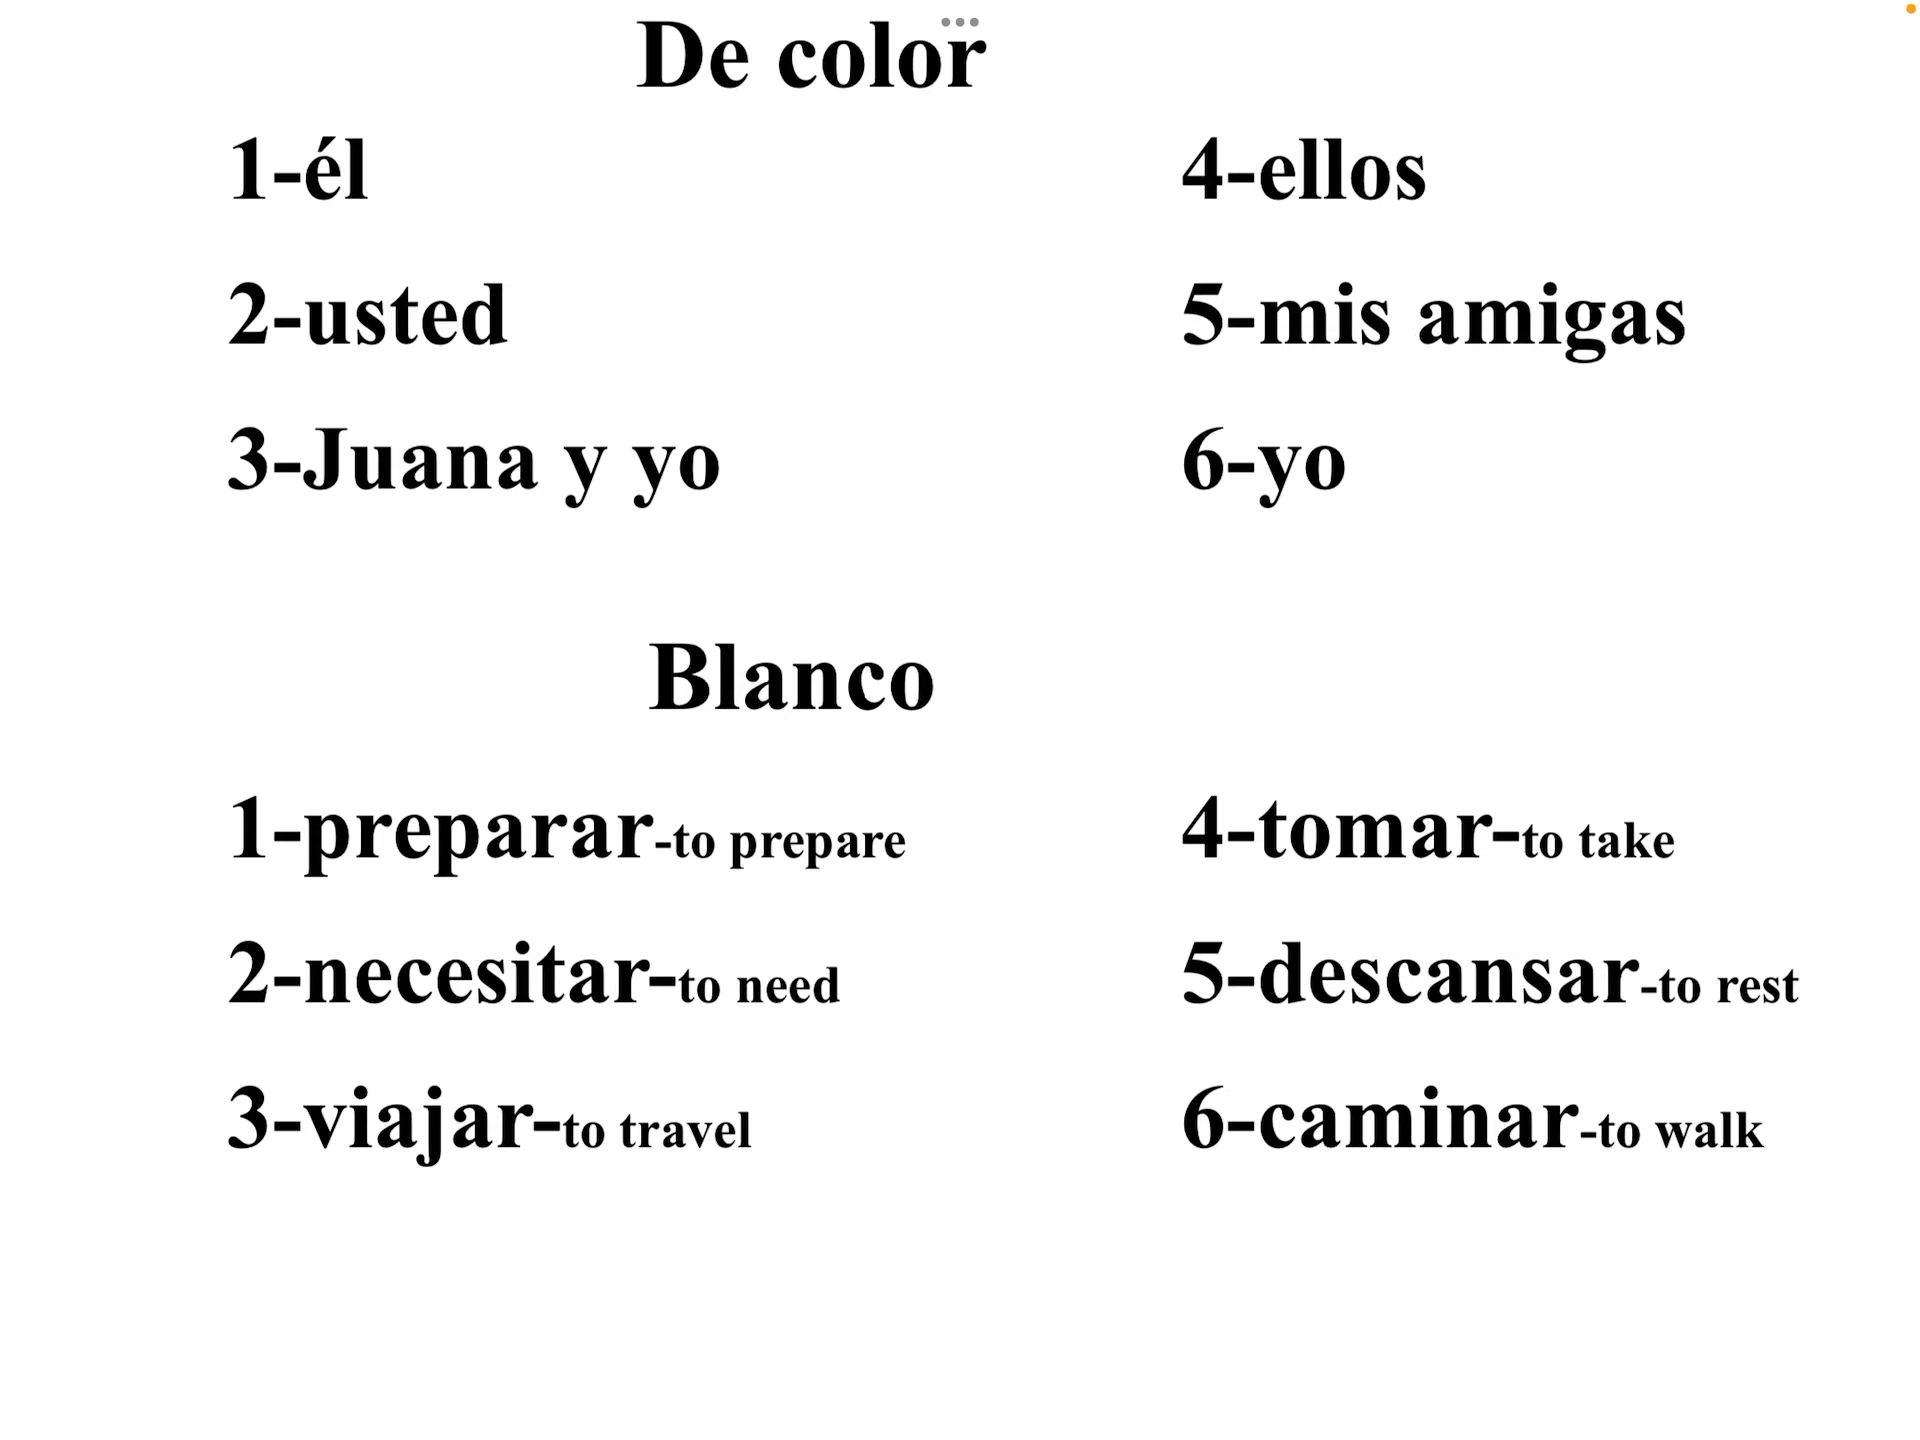 De color
1-él
2-usted
3-Juana y yo
4-ellos
5-mis amigas
6-yo
Blanco
1-preparar-to prepare
2-necesitar-to need
3-viajar-to travel
4-tomar-to take
5-descansar-to rest
6-caminar-to walk